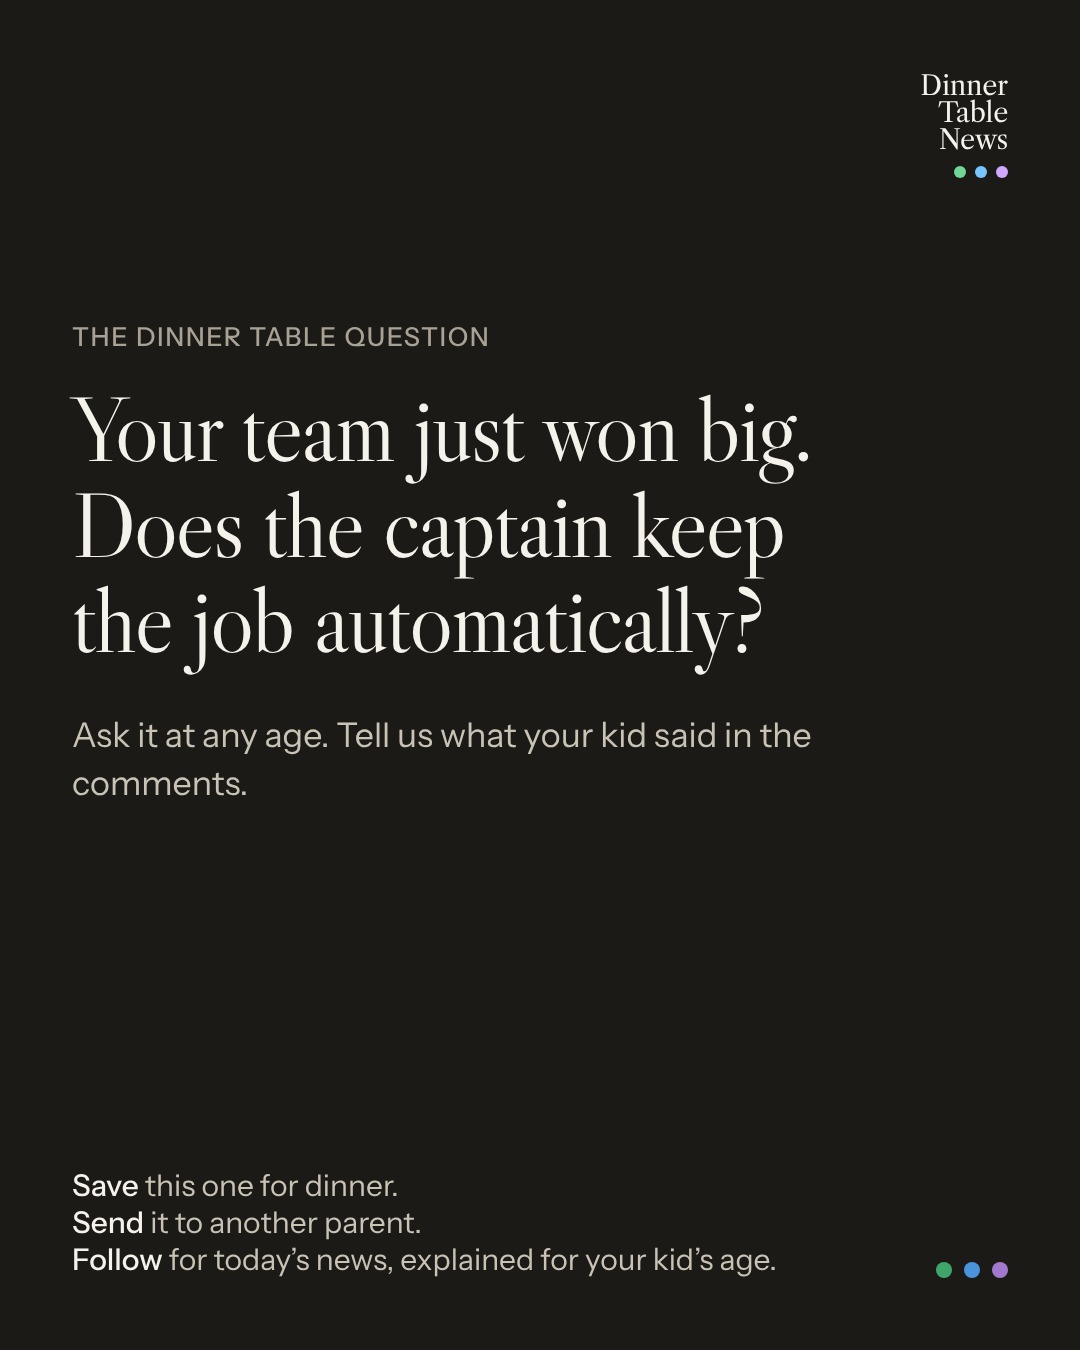 Dinner
Table
News
THE DINNER TABLE QUESTION
Your team just won big.
Does the captain keep
the job automatically?
Ask it at any age. Tell us what your kid said in the
comments.
Save this one for dinner.
Send it to another parent.
Follow for today’s news, explained for your kid’s age.